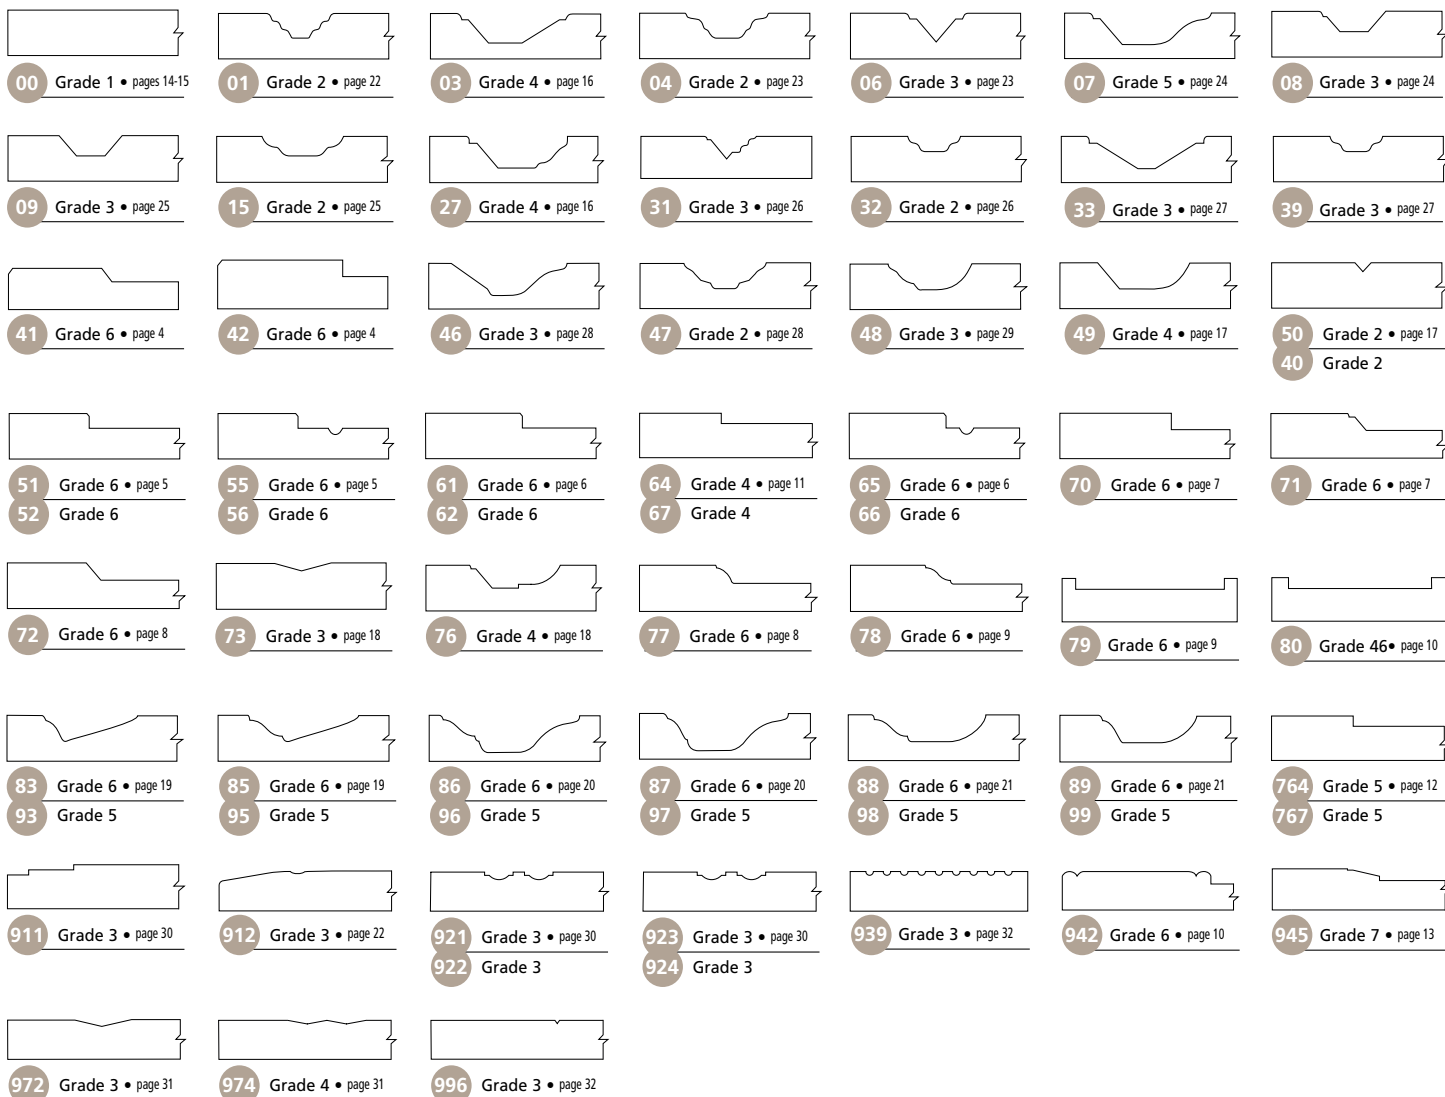 00 Grade 1 • pages 14-15
01 Grade 2 • page 22
03 Grade 4 • page 16
04 Grade 2 • page 23
06 Grade 3 • page 23
07 Grade 5 • page 24
08 Grade 3 • page 24
09 Grade 3 • page 25
15 Grade 2 • page 25
27 Grade 4 • page 16
31 Grade 3 • page 26
32 Grade 2 • page 26
33 Grade 3 • page 27
39 Grade 3 • page 27
41 Grade 6 • page 4
42 Grade 6 • page 4
46 Grade 3 • page 28
47 Grade 2 • page 28
48 Grade 3 • page 29
49 Grade 4 • page 17
50 Grade 2 • page 17
40 Grade 2
51 Grade 6 • page 5
52 Grade 6
55 Grade 6 • page 5
56 Grade 6
61 Grade 6 • page 6
62 Grade 6
64 Grade 4 • page 11
67 Grade 4
65 Grade 6 • page 6
66 Grade 6
70 Grade 6 • page 7
71 Grade 6 • page 7
72 Grade 6 • page 8
73 Grade 3 • page 18
76 Grade 4 • page 18
77 Grade 6 • page 8
78 Grade 6 • page 9
79 Grade 6 • page 9
80 Grade 46• page 10
83 Grade 6 • page 19
93 Grade 5
85 Grade 6 • page 19
95 Grade 5
86 Grade 6 • page 20
96 Grade 5
87 Grade 6 • page 20
97 Grade 5
88 Grade 6 • page 21
98 Grade 5
89 Grade 6 • page 21
99 Grade 5
764 Grade 5 • page 12
767 Grade 5
911 Grade 3 • page 30
912 Grade 3 • page 22
921 Grade 3 • page 30
922 Grade 3
923 Grade 3 • page 30
924 Grade 3
939 Grade 3 • page 32
942 Grade 6 • page 10
945 Grade 7 • page 13
972 Grade 3 • page 31
974 Grade 4 • page 31
996 Grade 3 • page 32